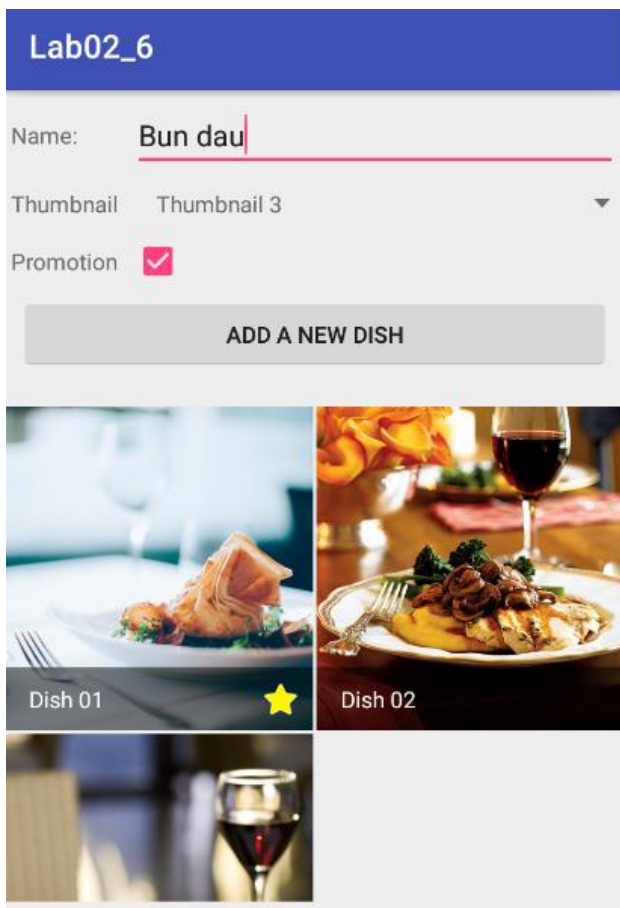 Lab02_6
Name: Bun dau
Thumbnail Thumbnail 3
Promotion
ADD A NEW DISH
Dish 01 Dish 02